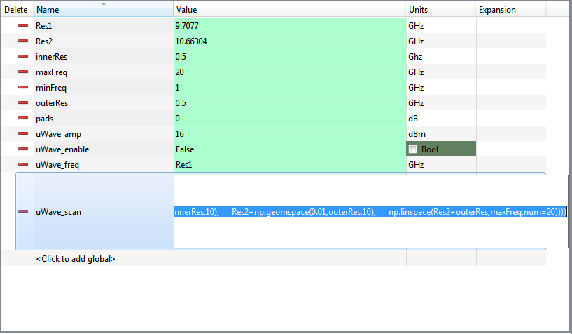 Delete Name Value Units Expansion
Res1 9.7077 GHz
Res2 10.66304 GHz
innerRes 0.5 Ghz
maxFreq 20 GHz
minFreq 1 GHz
outerRes 0.5 GHz
pads 0 dB
uWave_amp 16 dBm
uWave_enable False Bool
uWave_freq Res1 GHz
uWave_scan nnerRes,10), Res2+np.geomspace(0.01,outerRes,10), np.linspace(Res2+outerRes,maxFreq,num=20))))
<Click to add global>